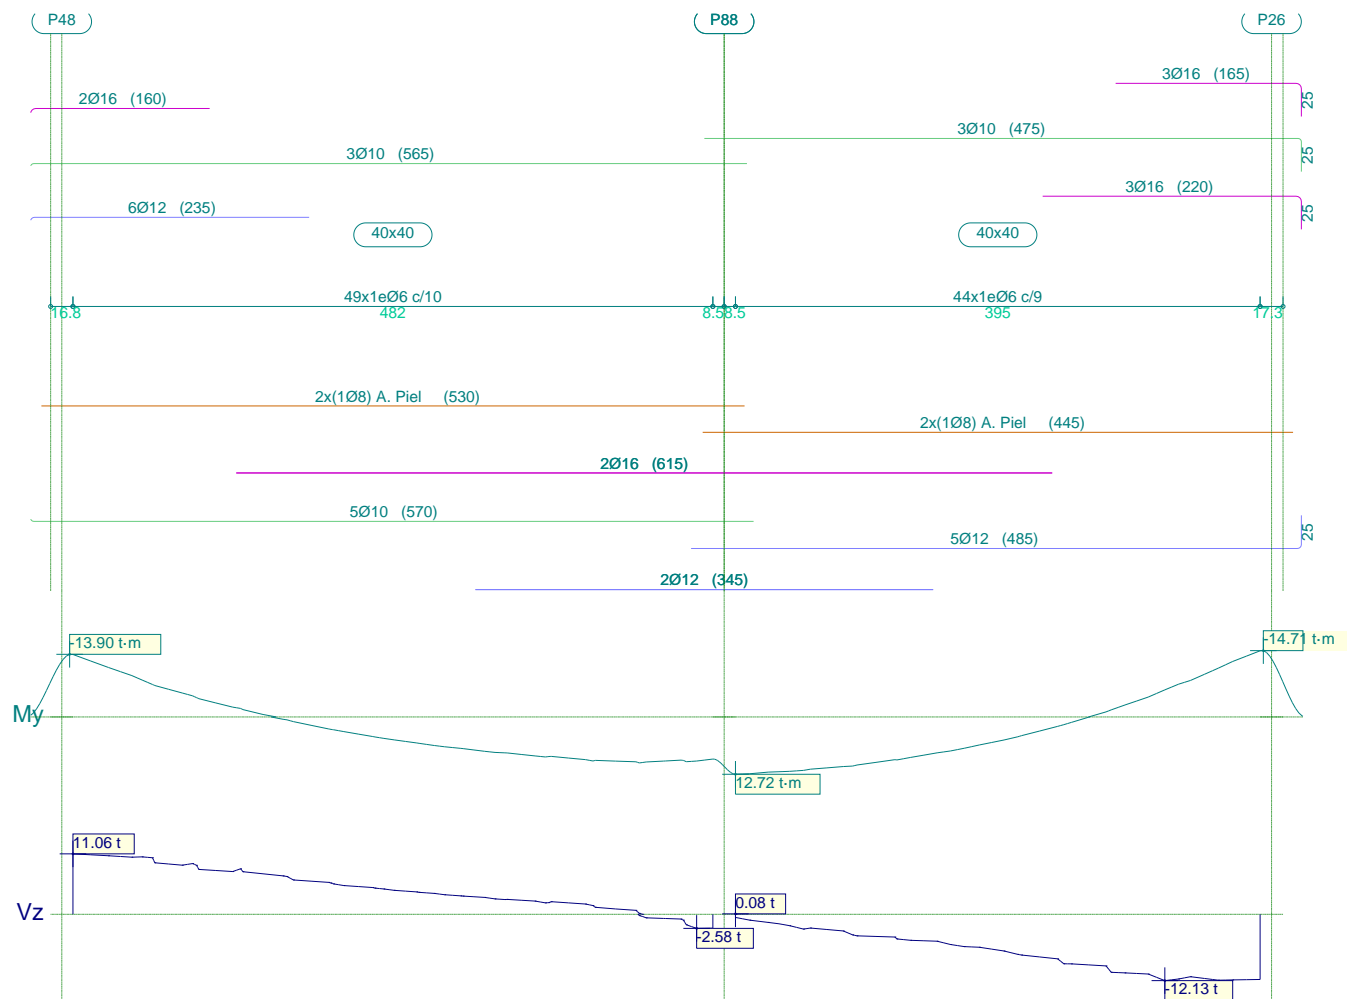 P48 P88 P26
3Ø16 (165)
25
2Ø16 (160)
3Ø10 (475)
25
3Ø10 (565)
3Ø16 (220)
25
6Ø12 (235)
40x40 40x40
49x1eØ6 c/10 44x1eØ6 c/9
16.8 482 8.5 8.5 395 17.3
2x(1Ø8) A. Piel (530)
2x(1Ø8) A. Piel (445)
2Ø16 (615)
5Ø10 (570)
25
5Ø12 (485)
2Ø12 (345)
-13.90 t·m
-14.71 t·m
My
12.72 t·m
11.06 t
Vz
0.08 t
-2.58 t
-12.13 t